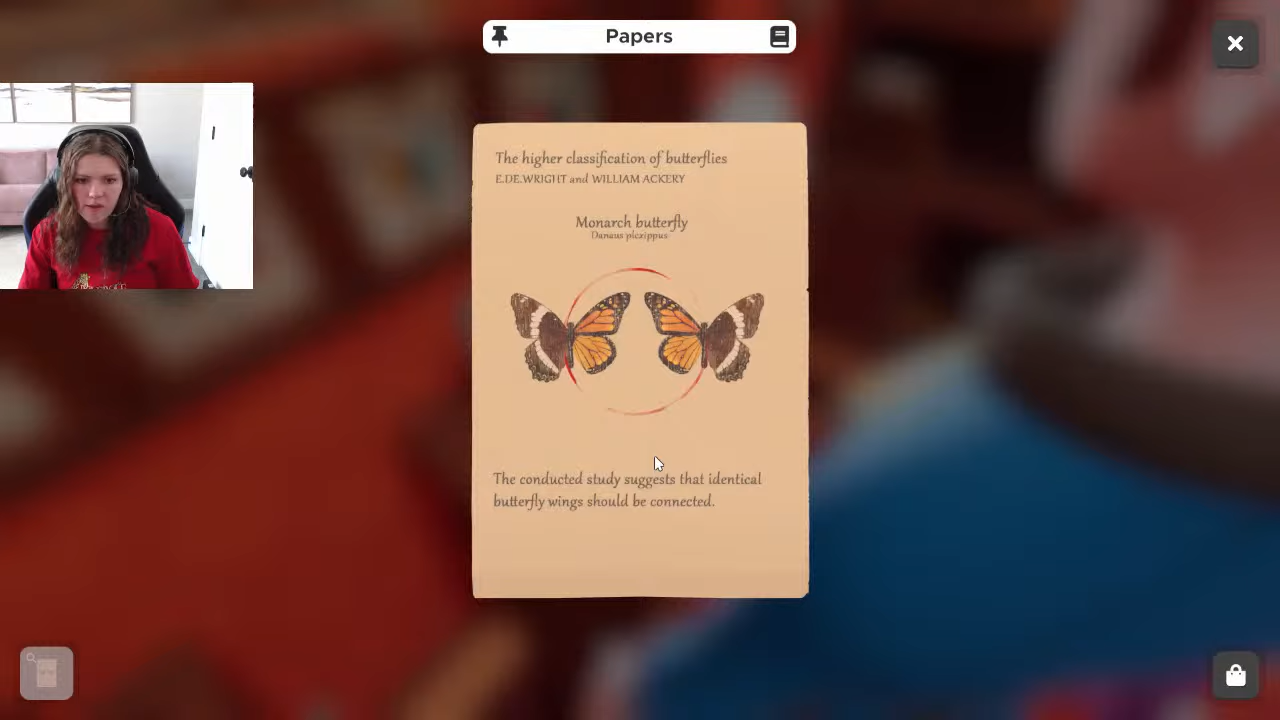 Papers
The higher classification of butterflies
E.DE.WRIGHT and WILLIAM ACKERY
Monarch butterfly
Danaus plexippus
The conducted study suggests that identical
butterfly wings should be connected.